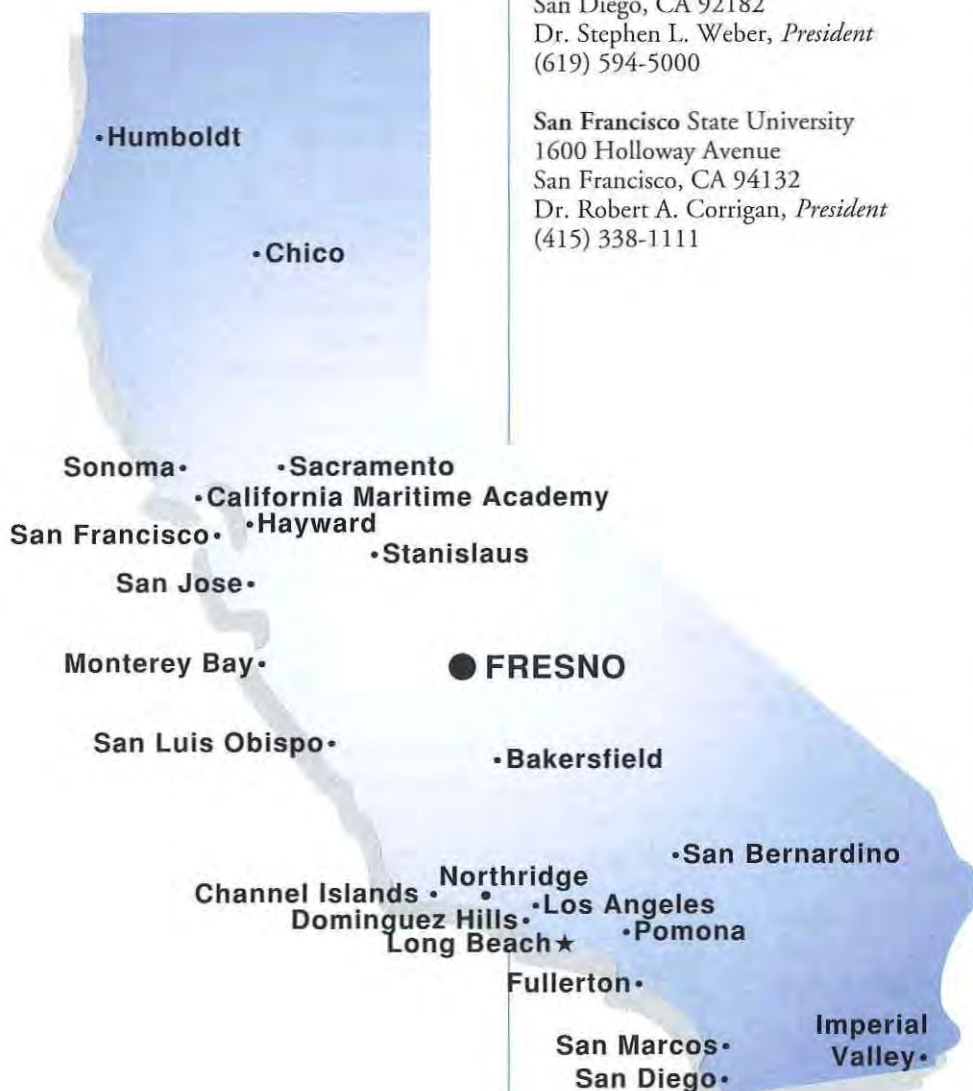 San Diego, CA 92182
Dr. Stephen L. Weber, President
(619) 594-5000
San Francisco State University
1600 Holloway Avenue
San Francisco, CA 94132
Dr. Robert A. Corrigan, President
(415) 338-1111
•Humboldt
•Chico
Sonoma•
•Sacramento
•California Maritime Academy
San Francisco•
•Hayward
•Stanislaus
San Jose•
Monterey Bay•
● FRESNO
San Luis Obispo•
•Bakersfield
•San Bernardino
Northridge
Channel Islands •
•
•Los Angeles
Dominguez Hills•
•Pomona
Long Beach★
Fullerton•
Imperial
Valley•
San Marcos•
San Diego•